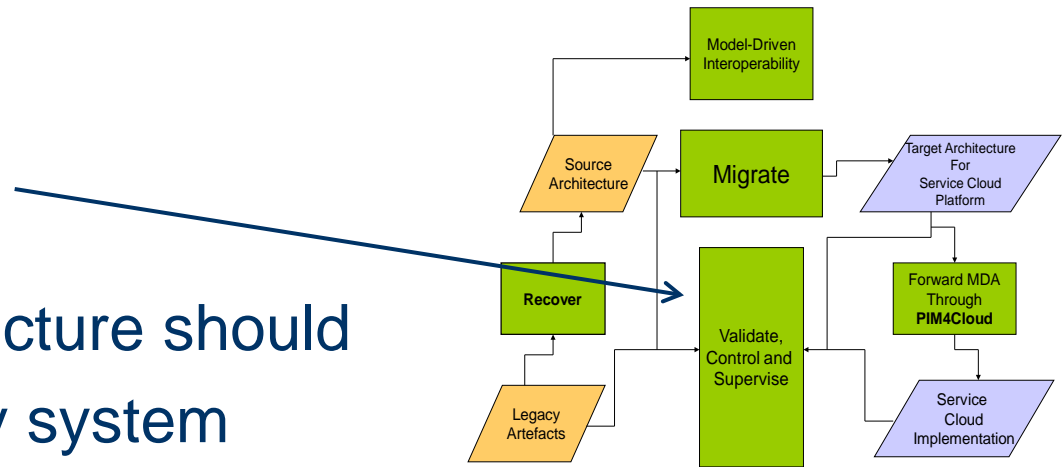 Model-Driven
Interoperability
Source
Architecture
Migrate
Target Architecture
For
Service Cloud
Platform
Recover
Forward MDA
Through
PIM4Cloud
Validate,
Control and
Supervise
Legacy
Artefacts
Service
Cloud
Implementation
cture should
y system